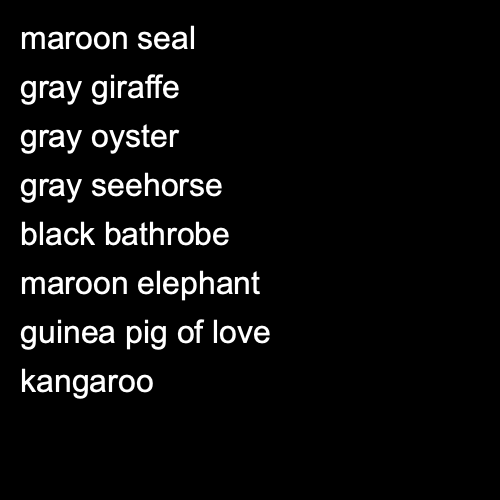 maroon seal
gray giraffe
gray oyster
gray seehorse
black bathrobe
maroon elephant
guinea pig of love
kangaroo